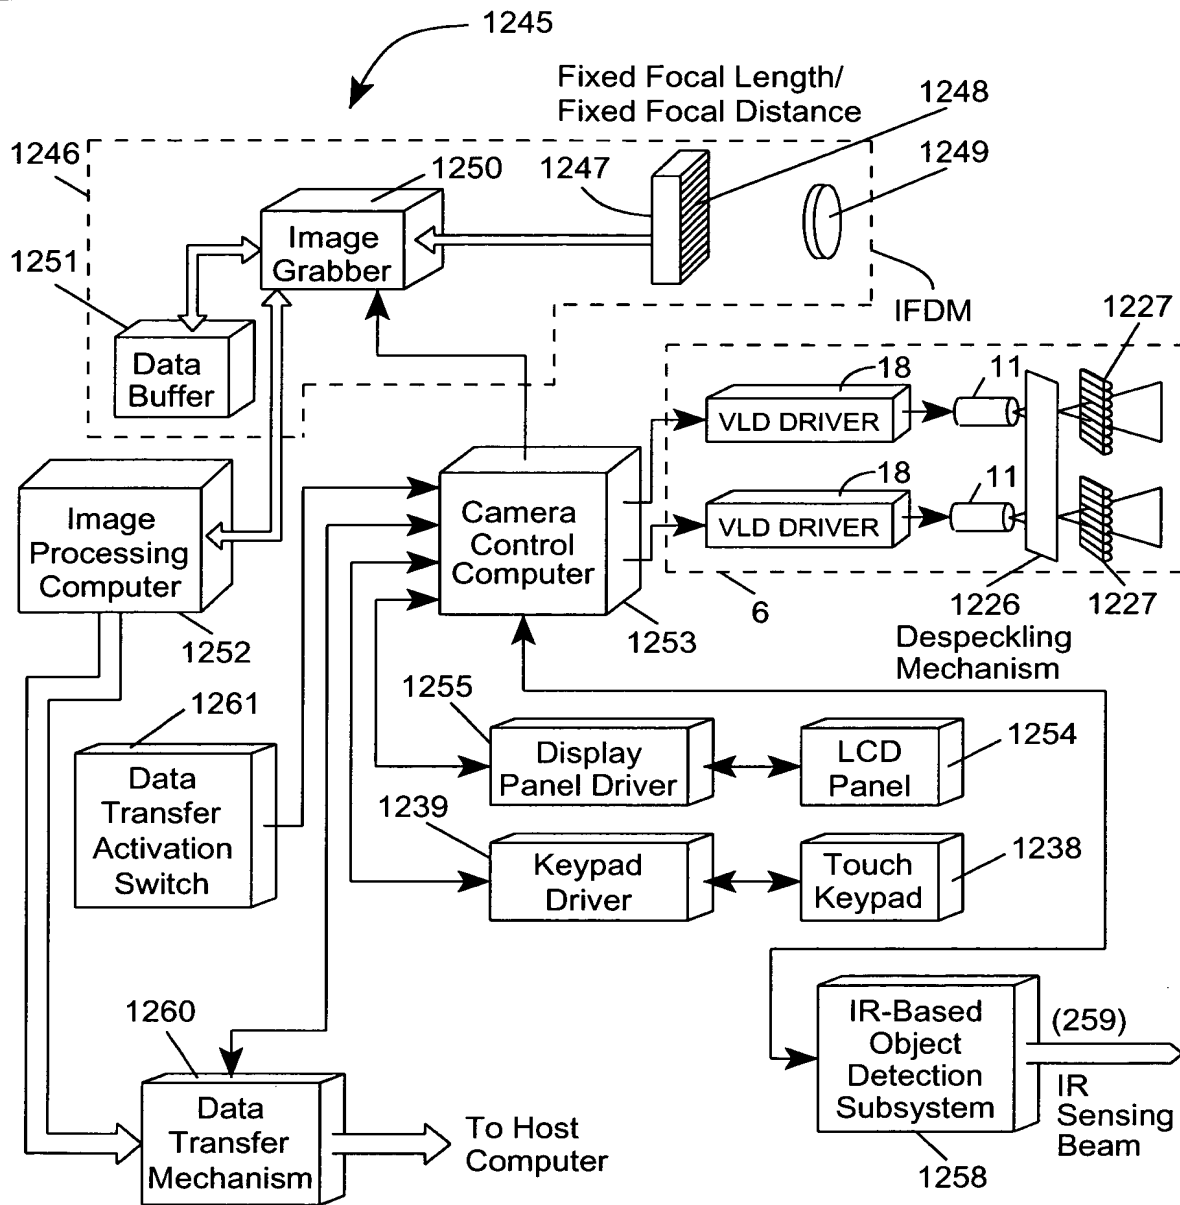 1245
Fixed Focal Length/
Fixed Focal Distance
1248
1246
1250
1247
1249
Image
Grabber
1251
IFDM
Data
Buffer
18
11
1227
VLD DRIVER
18
11
VLD DRIVER
Image
Processing
Computer
Camera
Control
Computer
1252
1253
6
1226
1227
Despeckling
Mechanism
1261
1255
1254
Display
Panel Driver
LCD
Panel
Data
Transfer
Activation
Switch
1239
1238
Keypad
Driver
Touch
Keypad
1260
IR-Based
Object
Detection
Subsystem
(259)
IR
Sensing
Beam
Data
Transfer
Mechanism
To Host
Computer
1258